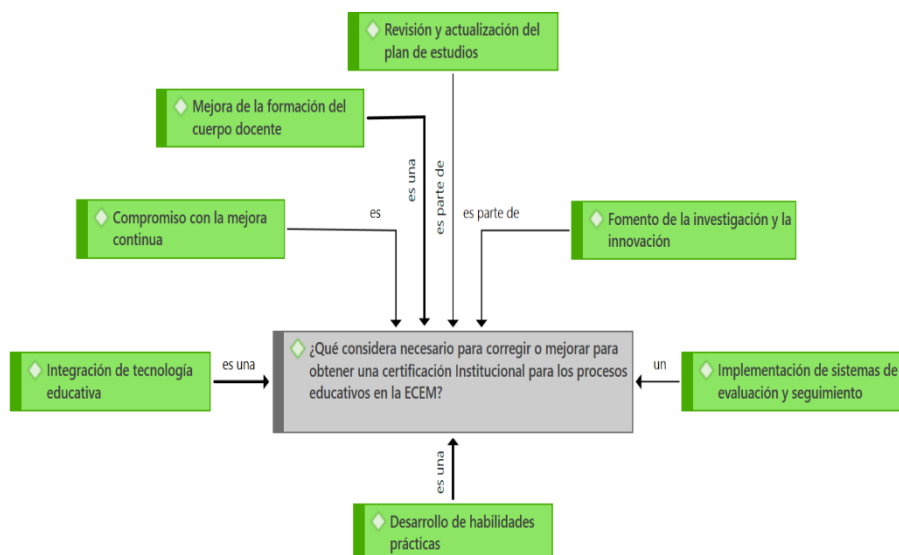 Revisión y actualización del
plan de estudios
Mejora de la formación del
cuerpo docente
es una
es parte de
Compromiso con la mejora
continua
es
es parte de
Fomento de la investigación y la
innovación
Integración de tecnología
educativa
es una
¿Qué considera necesario para corregir o mejorar para
obtener una certificación Institucional para los procesos
educativos en la ECEM?
un
Implementación de sistemas de
evaluación y seguimiento
es una
Desarrollo de habilidades
prácticas